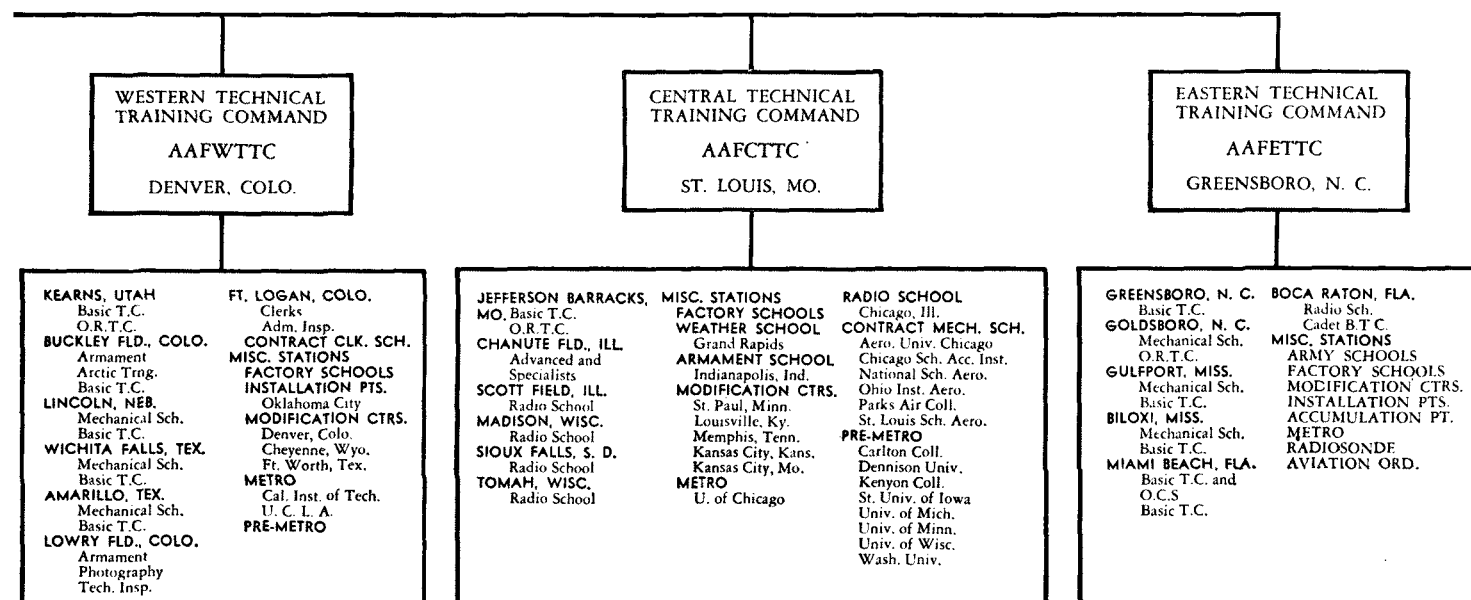 WESTERN TECHNICAL
TRAINING COMMAND
AAFWTTC
DENVER, COLO.
CENTRAL TECHNICAL
TRAINING COMMAND
AAFCTTC
ST. LOUIS, MO.
EASTERN TECHNICAL
TRAINING COMMAND
AAFETTC
GREENSBORO, N. C.
KEARNS, UTAH
Basic T.C.
O.R.T.C.
BUCKLEY FLD., COLO.
Armament
Arctic Trng.
Basic T.C.
LINCOLN, NEB.
Mechanical Sch.
Basic T.C.
WICHITA FALLS, TEX.
Mechanical Sch.
Basic T.C.
AMARILLO, TEX.
Mechanical Sch.
Basic T.C.
LOWRY FLD., COLO.
Armament
Photography
Tech. Insp.
FT. LOGAN, COLO.
Clerks
Adm. Insp.
CONTRACT CLK. SCH.
MISC. STATIONS
FACTORY SCHOOLS
INSTALLATION PTS.
Oklahoma City
MODIFICATION CTRS.
Denver, Colo.
Cheyenne, Wyo.
Ft. Worth, Tex.
METRO
Cal. Inst. of Tech.
U. C. L. A.
PRE-METRO
JEFFERSON BARRACKS,
MO. Basic T.C.
O.R.T.C.
CHANUTE FLD., ILL.
Advanced and
Specialists
SCOTT FIELD, ILL.
Radio School
MADISON, WISC.
Radio School
SIOUX FALLS, S. D.
Radio School
TOMAH, WISC.
Radio School
MISC. STATIONS
FACTORY SCHOOLS
WEATHER SCHOOL
Grand Rapids
ARMAMENT SCHOOL
Indianapolis, Ind.
MODIFICATION CTRS.
St. Paul, Minn.
Louisville, Ky.
Memphis, Tenn.
Kansas City, Kans.
Kansas City, Mo.
METRO
U. of Chicago
RADIO SCHOOL
Chicago, Ill.
CONTRACT MECH. SCH.
Aero. Univ. Chicago
Chicago Sch. Acc. Inst.
National Sch. Aero.
Ohio Inst. Aero.
Parks Air Coll.
St. Louis Sch. Aero.
PRE-METRO
Carlton Coll.
Dennison Univ.
Kenyon Coll.
St. Univ. of Iowa
Univ. of Mich.
Univ. of Minn.
Univ. of Wisc.
Wash. Univ.
GREENSBORO, N. C.
Basic T.C.
GOLDSBORO, N. C.
Mechanical Sch.
O.R.T.C.
GULFPORT, MISS.
Mechanical Sch.
Basic T.C.
BILOXI, MISS.
Mechanical Sch.
Basic T.C.
MIAMI BEACH, FLA.
Basic T.C. and
O.C.S
Basic T.C.
BOCA RATON, FLA.
Radio Sch.
Cadet B.T C.
MISC. STATIONS
ARMY SCHOOLS
FACTORY SCHOOLS
MODIFICATION CTRS.
INSTALLATION PTS.
ACCUMULATION PT.
METRO
RADIOSONDE
AVIATION ORD.